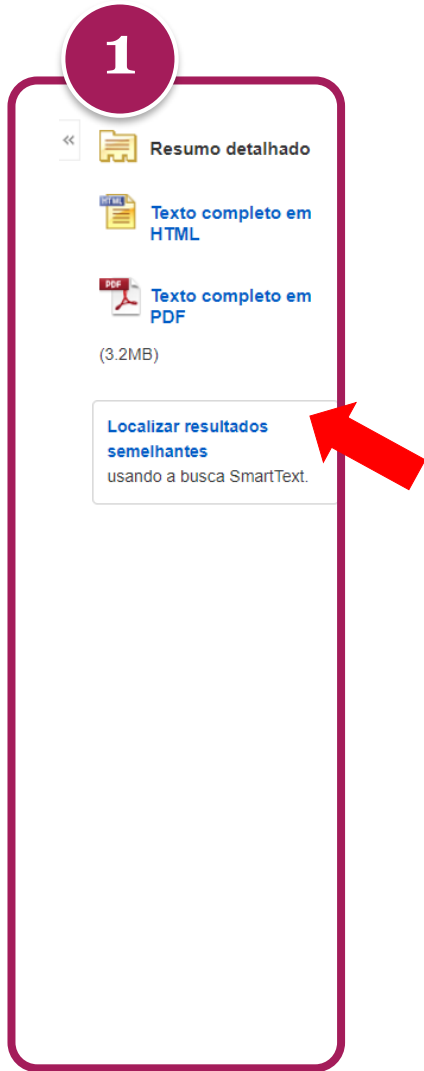 1
«
Resumo detalhado
HTML
Texto completo em
HTML
PDF
Texto completo em
PDF
(3.2MB)
Localizar resultados
semelhantes
usando a busca SmartText.